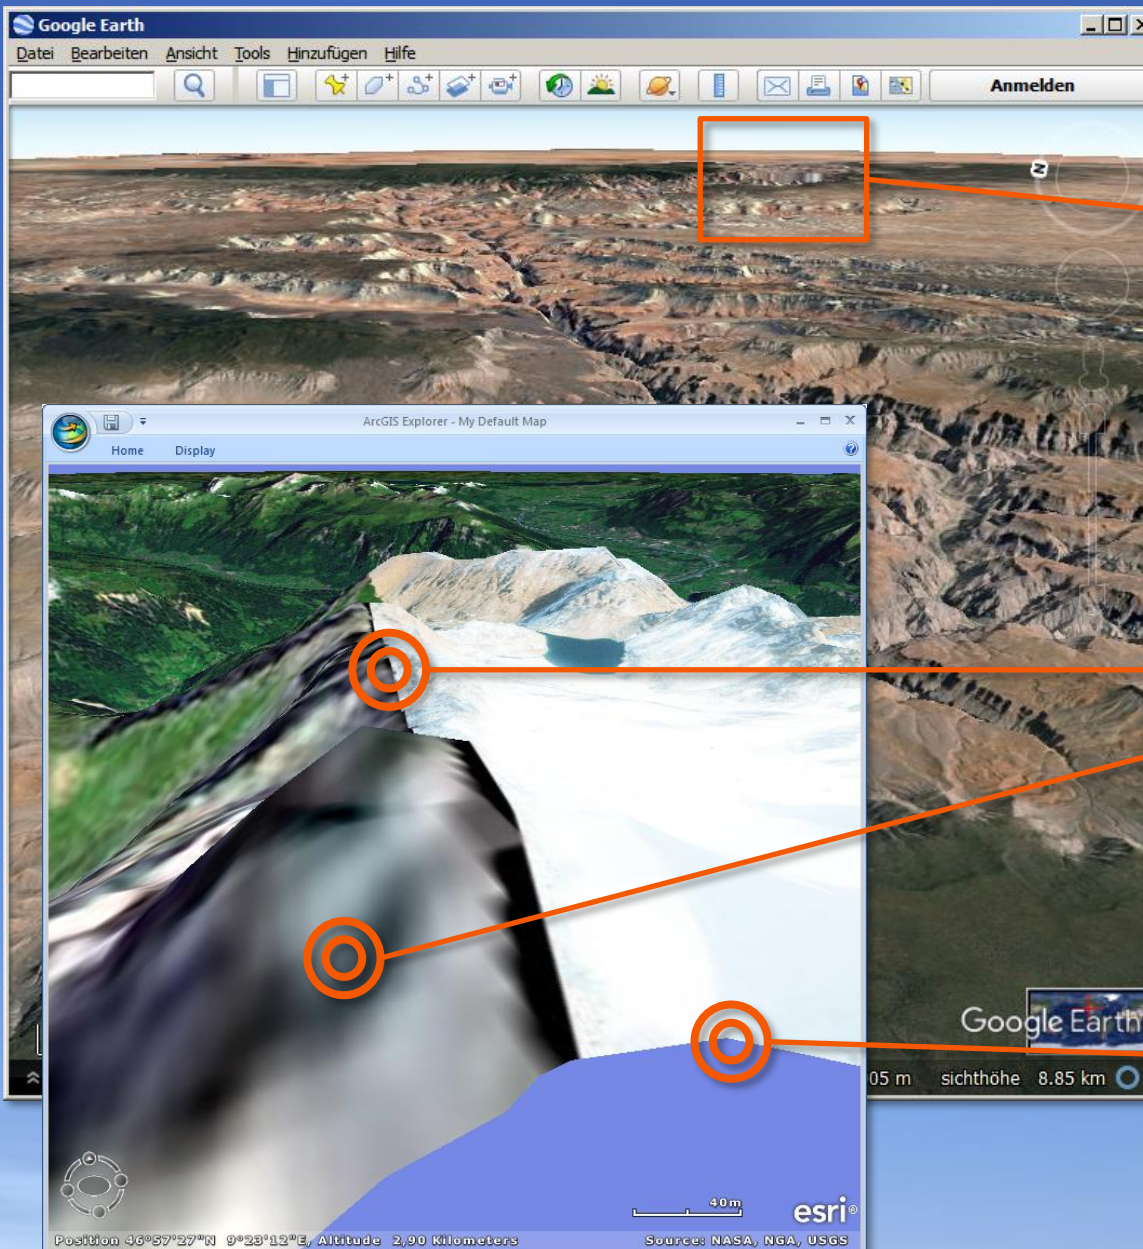 Google Earth
Datei Bearbeiten Ansicht Tools Hinzufügen Hilfe
Anmelden
N
ArcGIS Explorer - My Default Map
Home Display
Google Earth
05 m sichthöhe 8.85 km
40m
esri
Position 46°57'27"N 9°23'12"E, Altitude 2,90 Kilometers
Source: NASA, NGA, USGS